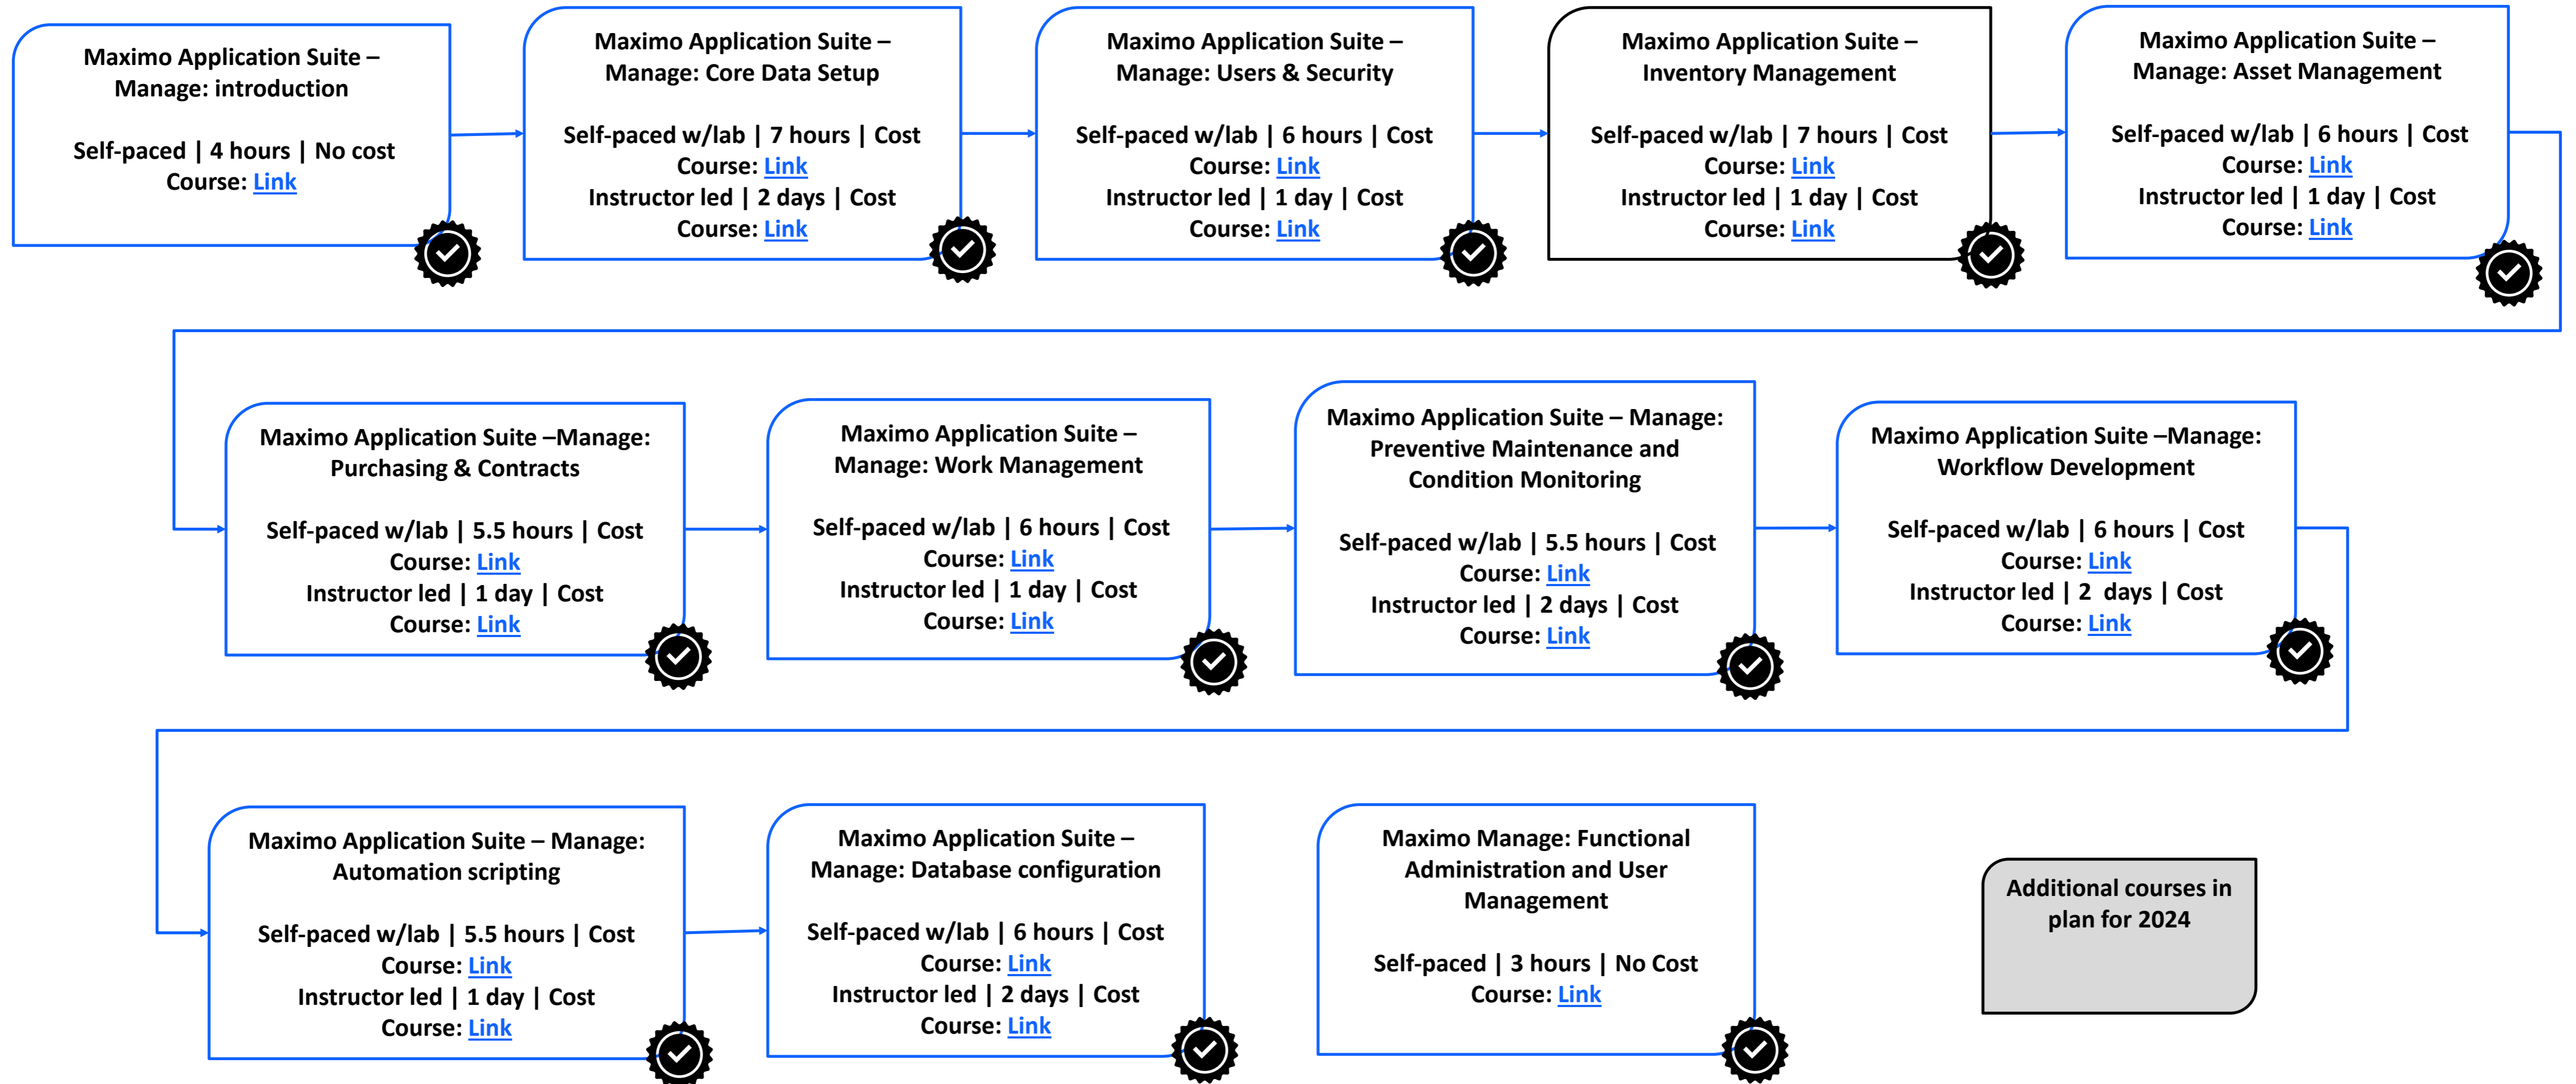 Maximo Application Suite –
Manage: introduction
Self-paced | 4 hours | No cost
Course: Link
Maximo Application Suite –
Manage: Core Data Setup
Self-paced w/lab | 7 hours | Cost
Course: Link
Instructor led | 2 days | Cost
Course: Link
Maximo Application Suite –
Manage: Users & Security
Self-paced w/lab | 6 hours | Cost
Course: Link
Instructor led | 1 day | Cost
Course: Link
Maximo Application Suite –
Inventory Management
Self-paced w/lab | 7 hours | Cost
Course: Link
Instructor led | 1 day | Cost
Course: Link
Maximo Application Suite –
Manage: Asset Management
Self-paced w/lab | 6 hours | Cost
Course: Link
Instructor led | 1 day | Cost
Course: Link
Maximo Application Suite –Manage:
Purchasing & Contracts
Self-paced w/lab | 5.5 hours | Cost
Course: Link
Instructor led | 1 day | Cost
Course: Link
Maximo Application Suite –
Manage: Work Management
Self-paced w/lab | 6 hours | Cost
Course: Link
Instructor led | 1 day | Cost
Course: Link
Maximo Application Suite – Manage:
Preventive Maintenance and
Condition Monitoring
Self-paced w/lab | 5.5 hours | Cost
Course: Link
Instructor led | 2 days | Cost
Course: Link
Maximo Application Suite –Manage:
Workflow Development
Self-paced w/lab | 6 hours | Cost
Course: Link
Instructor led | 2  days | Cost
Course: Link
Maximo Application Suite – Manage:
Automation scripting
Self-paced w/lab | 5.5 hours | Cost
Course: Link
Instructor led | 1 day | Cost
Course: Link
Maximo Application Suite –
Manage: Database configuration
Self-paced w/lab | 6 hours | Cost
Course: Link
Instructor led | 2 days | Cost
Course: Link
Maximo Manage: Functional
Administration and User
Management
Self-paced | 3 hours | No Cost
Course: Link
Additional courses in
plan for 2024